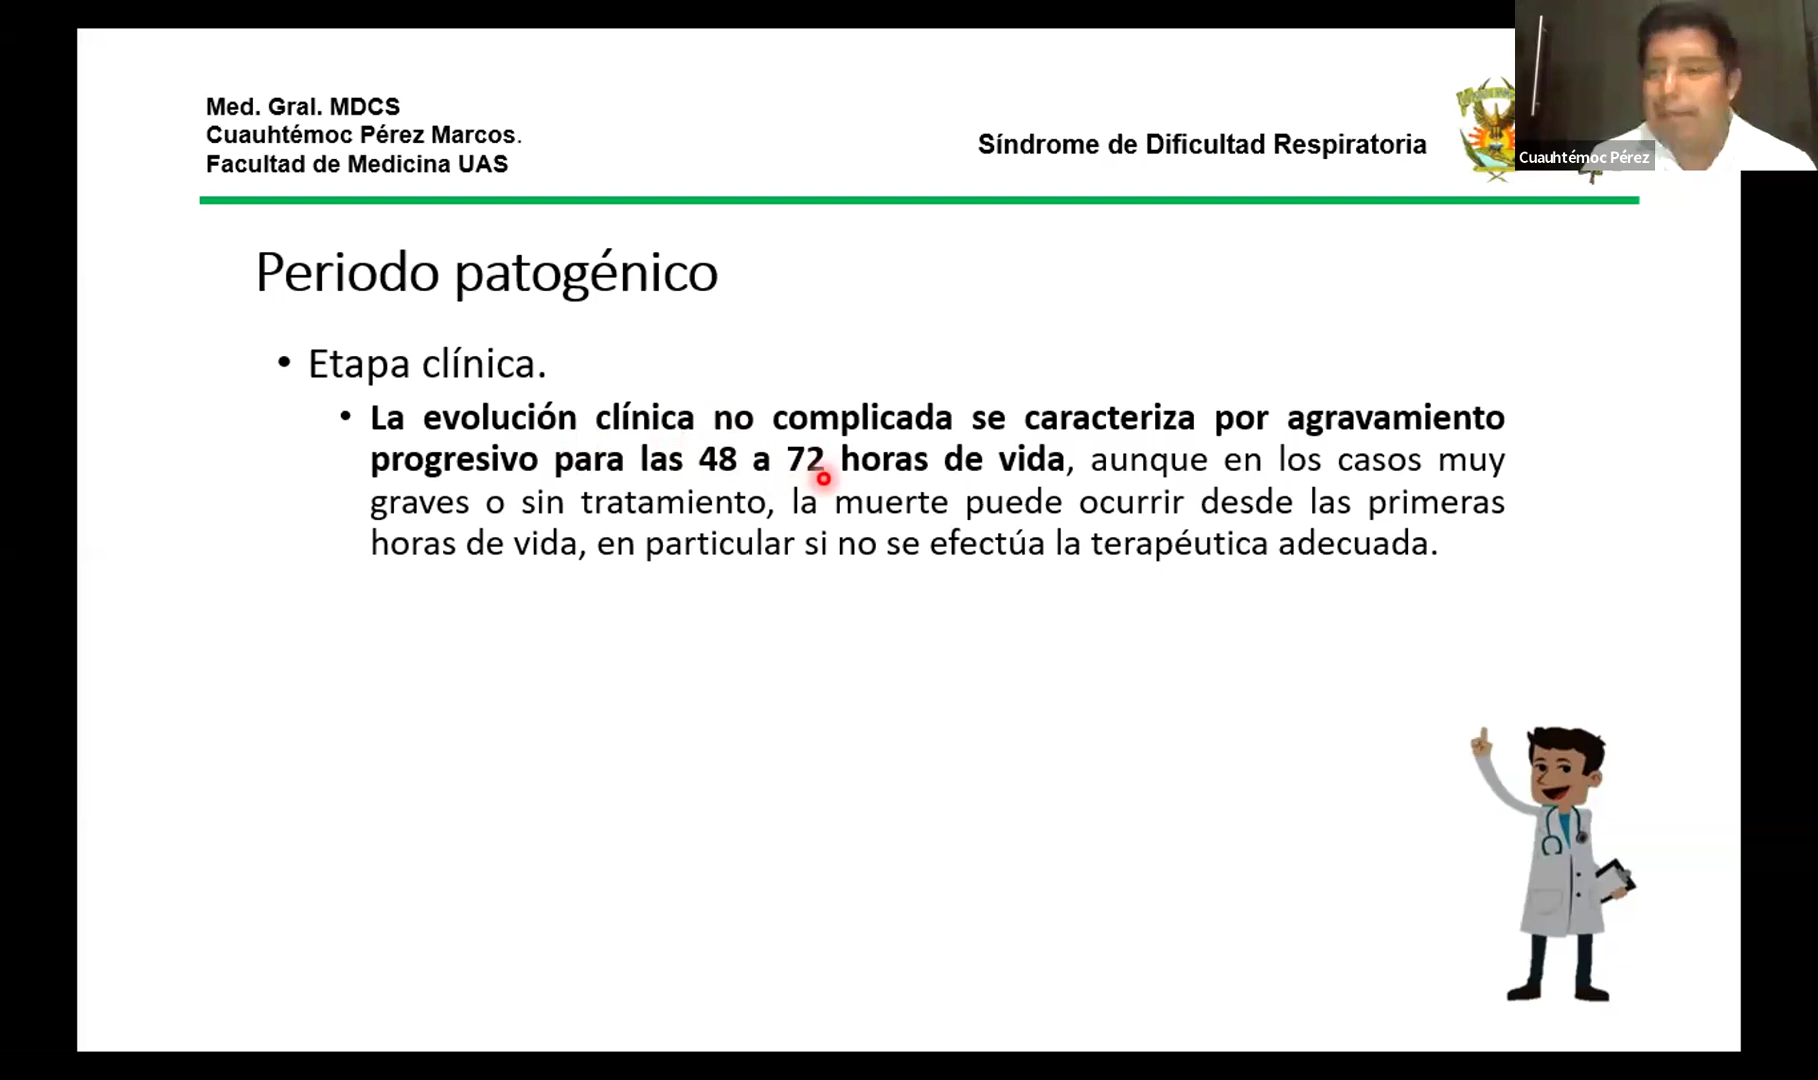 Med. Gral. MDCS
Cuauhtémoc Pérez Marcos.
Facultad de Medicina UAS
Síndrome de Dificultad Respiratoria
Cuauhtémoc Pérez
Periodo patogénico
• Etapa clínica.
• La evolución clínica no complicada se caracteriza por agravamiento
progresivo para las 48 a 72 horas de vida, aunque en los casos muy
graves o sin tratamiento, la muerte puede ocurrir desde las primeras
horas de vida, en particular si no se efectúa la terapéutica adecuada.